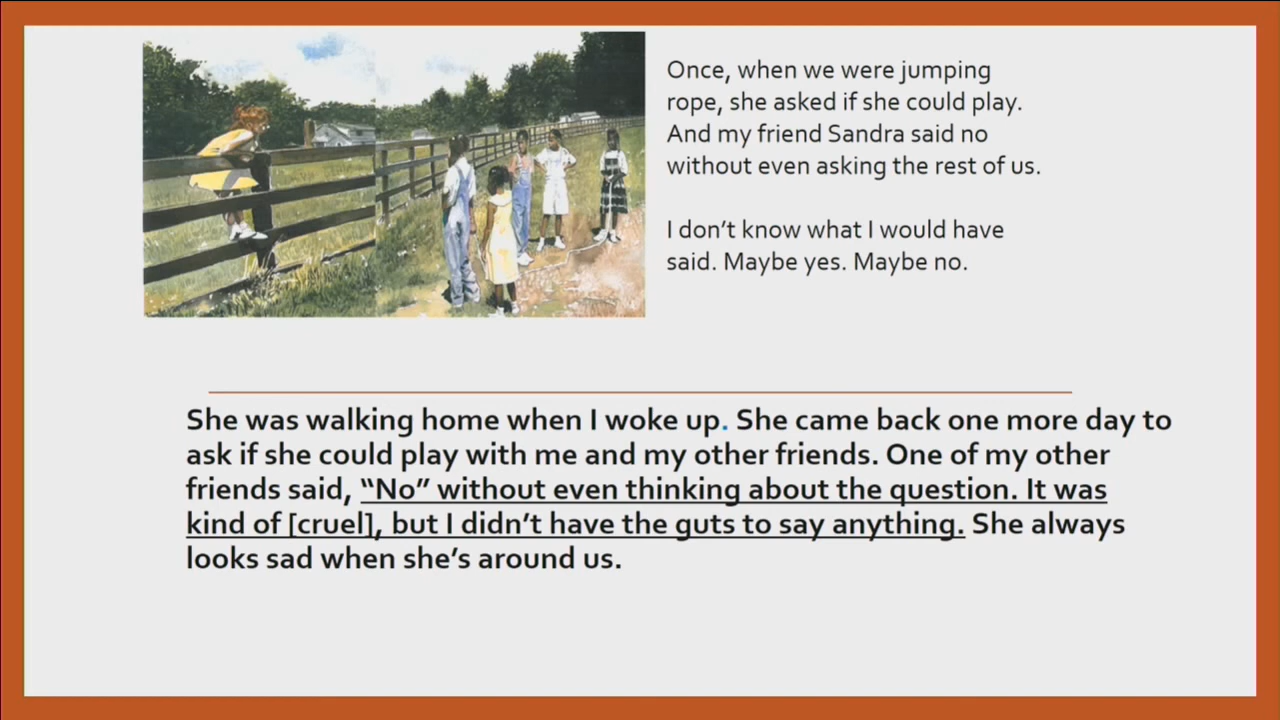 Once, when we were jumping
rope, she asked if she could play.
And my friend Sandra said no
without even asking the rest of us.
I don't know what I would have
said. Maybe yes. Maybe no.
She was walking home when I woke up. She came back one more day to
ask if she could play with me and my other friends. One of my other
friends said, “No” without even thinking about the question. It was
kind of [cruel], but I didn't have the guts to say anything. She always
looks sad when she's around us.